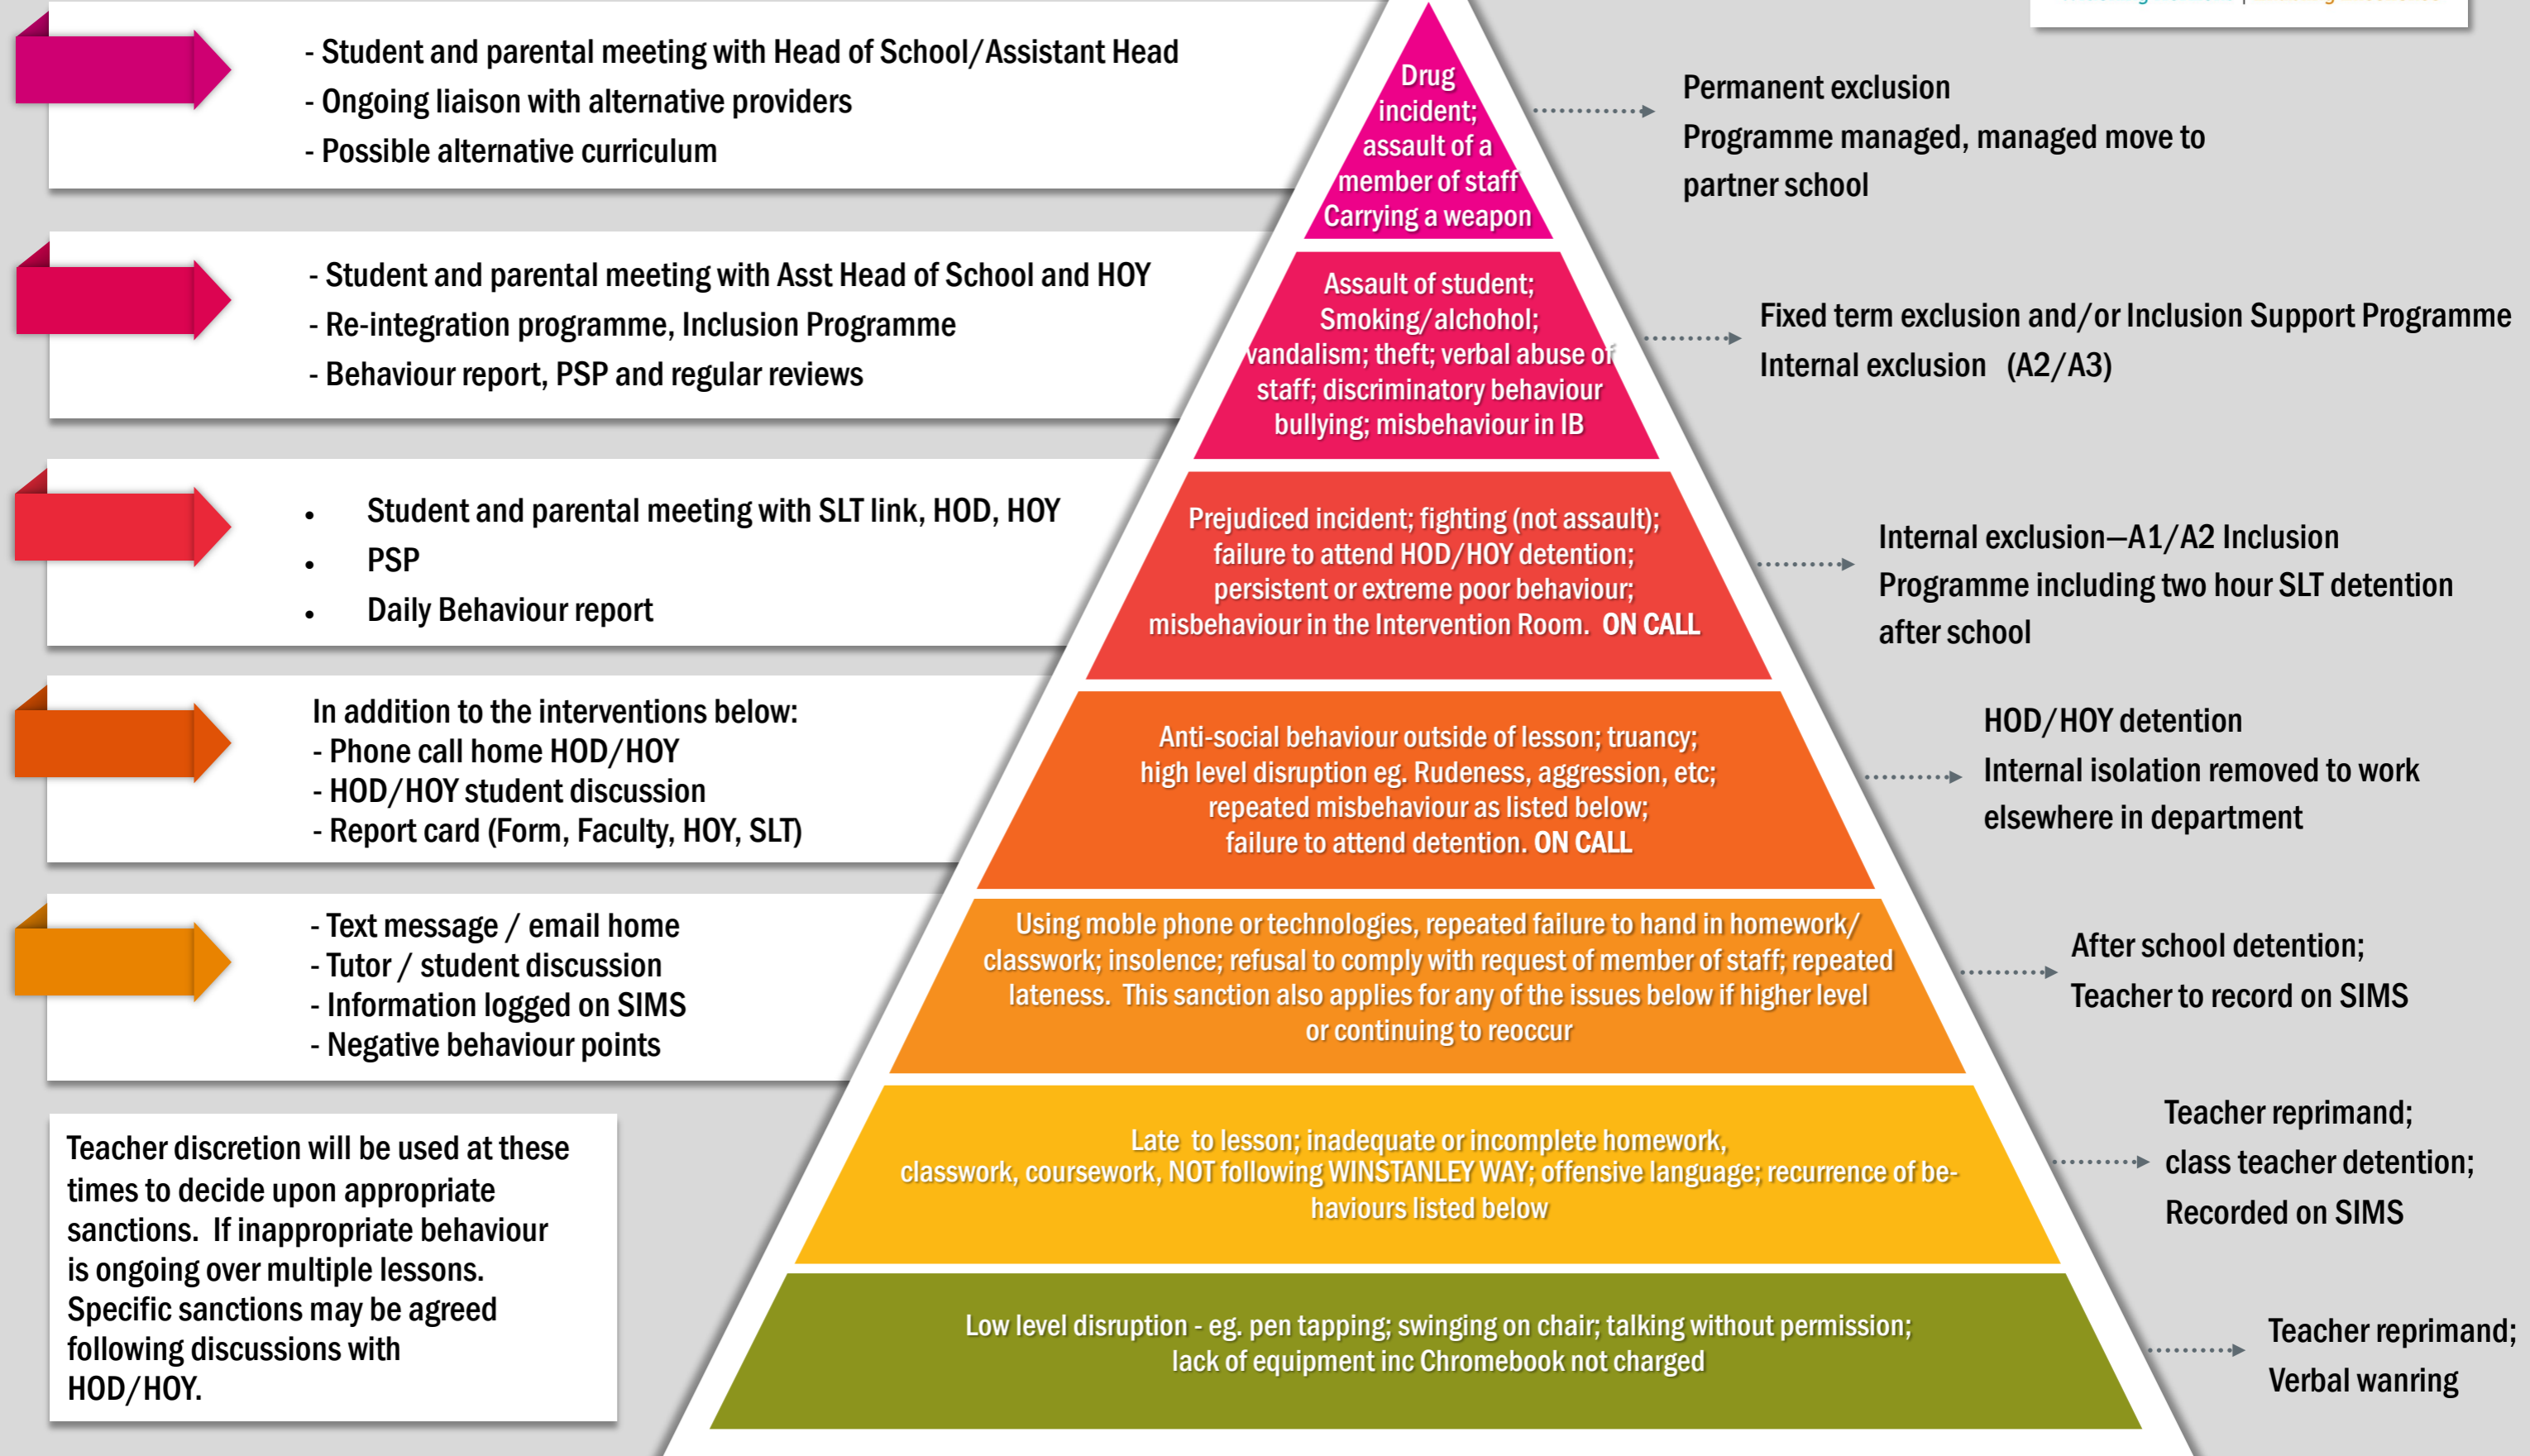 - Student and parental meeting with Head of School/Assistant Head
- Ongoing liaison with alternative providers
- Possible alternative curriculum
Drug
incident;
assault of a
member of staff
Carrying a weapon
Permanent exclusion
Programme managed, managed move to
partner school
- Student and parental meeting with Asst Head of School and HOY
- Re-integration programme, Inclusion Programme
- Behaviour report, PSP and regular reviews
Assault of student;
Smoking/alchohol;
vandalism; theft; verbal abuse of
staff; discriminatory behaviour
bullying; misbehaviour in IB
Fixed term exclusion and/or Inclusion Support Programme
Internal exclusion (A2/A3)
• Student and parental meeting with SLT link, HOD, HOY
• PSP
• Daily Behaviour report
Prejudiced incident; fighting (not assault);
failure to attend HOD/HOY detention;
persistent or extreme poor behaviour;
misbehaviour in the Intervention Room. ON CALL
Internal exclusion—A1/A2 Inclusion
Programme including two hour SLT detention
after school
In addition to the interventions below:
- Phone call home HOD/HOY
- HOD/HOY student discussion
- Report card (Form, Faculty, HOY, SLT)
Anti-social behaviour outside of lesson; truancy;
high level disruption eg. Rudeness, aggression, etc;
repeated misbehaviour as listed below;
failure to attend detention. ON CALL
HOD/HOY detention
Internal isolation removed to work
elsewhere in department
- Text message / email home
- Tutor / student discussion
- Information logged on SIMS
- Negative behaviour points
Using moble phone or technologies, repeated failure to hand in homework/
classwork; insolence; refusal to comply with request of member of staff; repeated
lateness. This sanction also applies for any of the issues below if higher level
or continuing to reoccur
After school detention;
Teacher to record on SIMS
Teacher discretion will be used at these
times to decide upon appropriate
sanctions. If inappropriate behaviour
is ongoing over multiple lessons.
Specific sanctions may be agreed
following discussions with
HOD/HOY.
Late to lesson; inadequate or incomplete homework,
classwork, coursework, NOT following WINSTANLEY WAY; offensive language; recurrence of be-
haviours listed below
Teacher reprimand;
class teacher detention;
Recorded on SIMS
Low level disruption - eg. pen tapping; swinging on chair; talking without permission;
lack of equipment inc Chromebook not charged
Teacher reprimand;
Verbal wanring